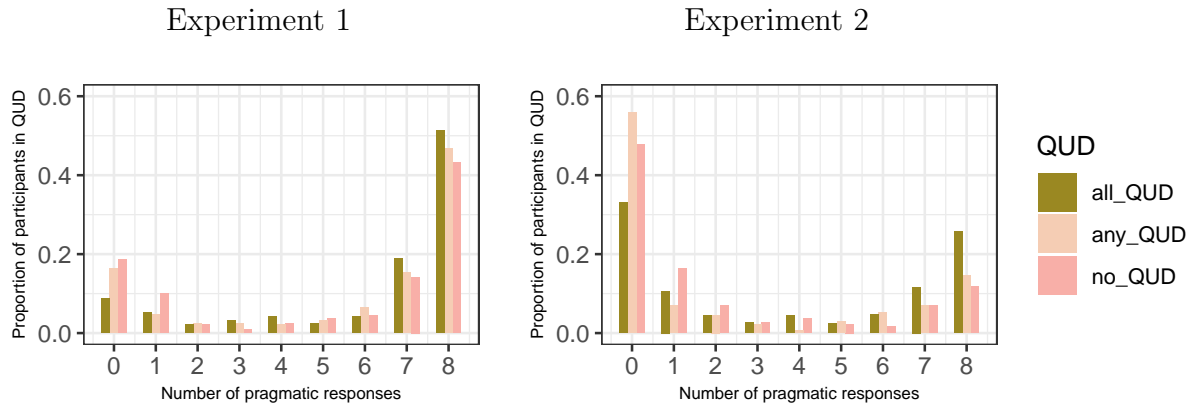 Experiment 1
Proportion of participants in QUD
0.6
0.4
0.2
0.0
0 1 2 3 4 5 6 7 8
Number of pragmatic responses
Experiment 2
Proportion of participants in QUD
0.6
0.4
0.2
0.0
0 1 2 3 4 5 6 7 8
Number of pragmatic responses
QUD
all_QUD
any_QUD
no_QUD